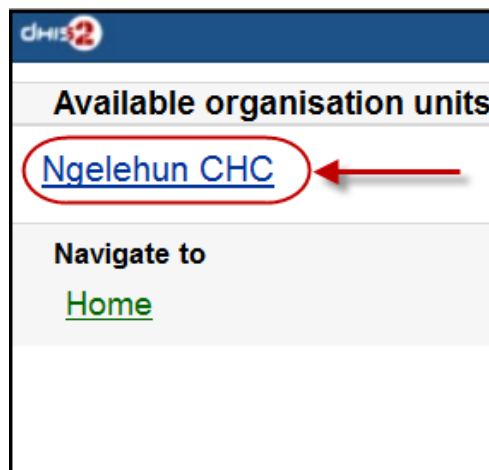 dHIS2
Available organisation units
Ngelehun CHC
Navigate to
Home